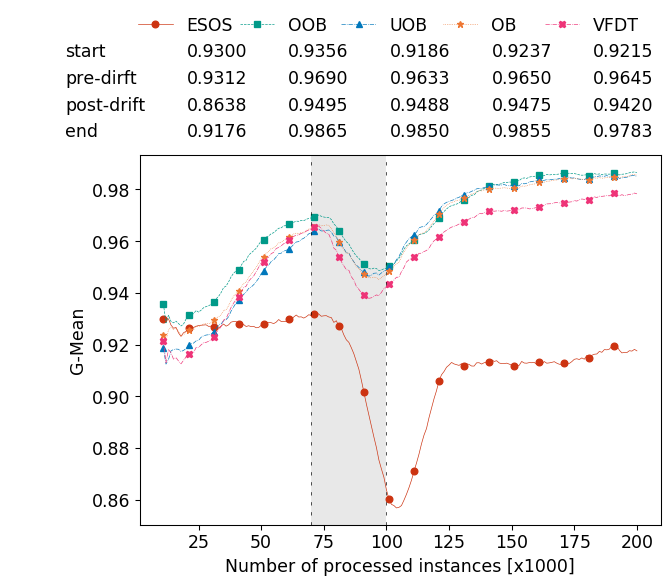 ESOS OOB UOB OB VFDT
start 0.9300 0.9356 0.9186 0.9237 0.9215
pre-dirft 0.9312 0.9690 0.9633 0.9650 0.9645
post-drift 0.8638 0.9495 0.9488 0.9475 0.9420
end 0.9176 0.9865 0.9850 0.9855 0.9783
0.98
0.96
0.94
0.92
0.90
0.88
0.86
G-Mean
25 50 75 100 125 150 175 200
Number of processed instances [x1000]